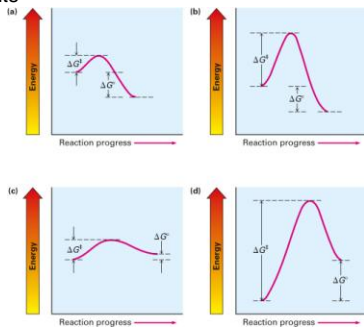 (a)
Energy
ΔG‡
ΔG°
Reaction progress
(b)
Energy
ΔG‡
ΔG°
Reaction progress
(c)
Energy
ΔG‡
ΔG°
Reaction progress
(d)
Energy
ΔG‡
ΔG°
Reaction progress